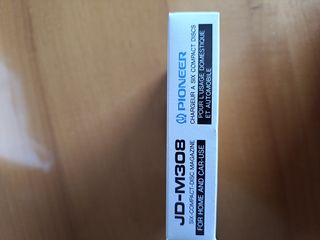 JD-M308
SIX-COMPACT-DISC MAGAZINE
FOR HOME AND CAR-USE
PIONEER
CHARGEUR A SIX COMPACT DISCS
POUR L'USAGE DOMESTIQUE
ET AUTOMOBILE